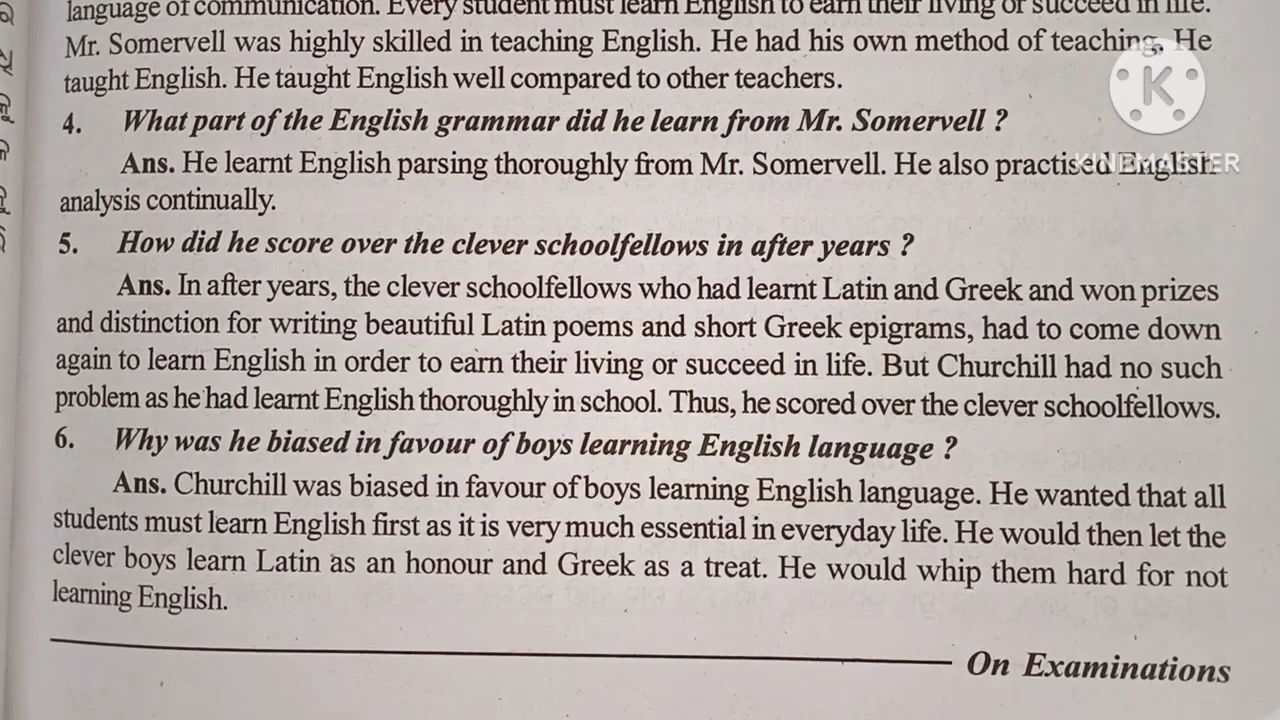 language of communication. Every student must learn English to earn their living or succeed in life.
Mr. Somervell was highly skilled in teaching English. He had his own method of teaching. He
taught English. He taught English well compared to other teachers.
4. What part of the English grammar did he learn from Mr. Somervell ?
Ans. He learnt English parsing thoroughly from Mr. Somervell. He also practised English
analysis continually.
5. How did he score over the clever schoolfellows in after years ?
Ans. In after years, the clever schoolfellows who had learnt Latin and Greek and won prizes
and distinction for writing beautiful Latin poems and short Greek epigrams, had to come down
again to learn English in order to earn their living or succeed in life. But Churchill had no such
problem as he had learnt English thoroughly in school. Thus, he scored over the clever schoolfellows.
6. Why was he biased in favour of boys learning English language ?
Ans. Churchill was biased in favour of boys learning English language. He wanted that all
students must learn English first as it is very much essential in everyday life. He would then let the
clever boys learn Latin as an honour and Greek as a treat. He would whip them hard for not
learning English.
On Examinations
K
KINEMASTER